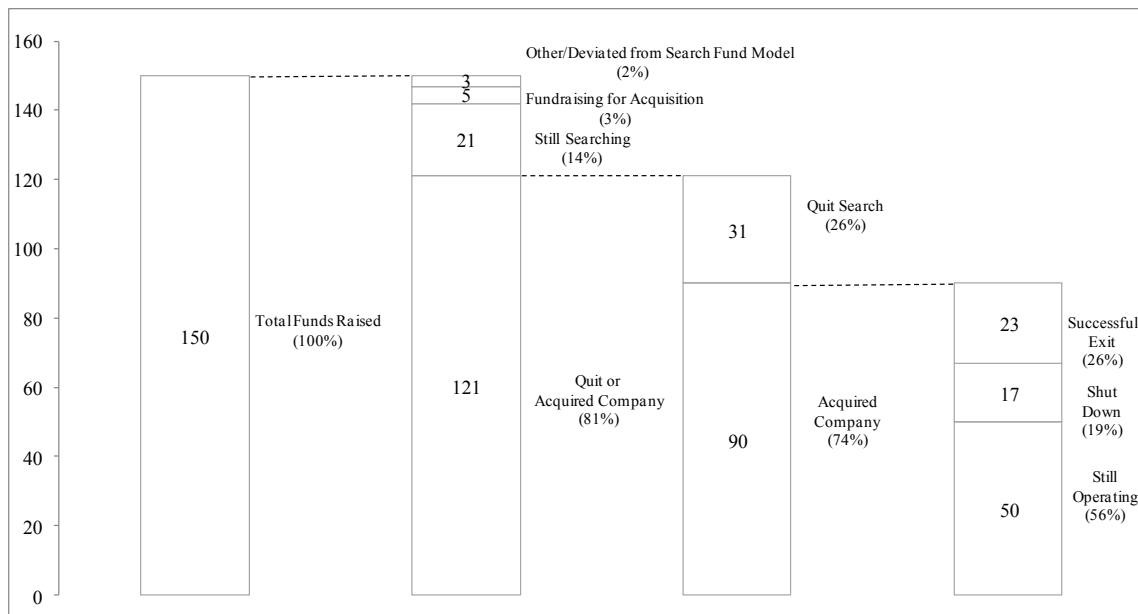 160
140
120
100
80
60
40
20
0
150
Total Funds Raised
(100%)
3
5
21
121
Other/Deviated from Search Fund Model
(2%)
Fundraising for Acquisition
(3%)
Still Searching
(14%)
Quit or
Acquired Company
(81%)
31
90
Quit Search
(26%)
Acquired
Company
(74%)
23
17
50
Successful
Exit
(26%)
Shut
Down
(19%)
Still
Operating
(56%)